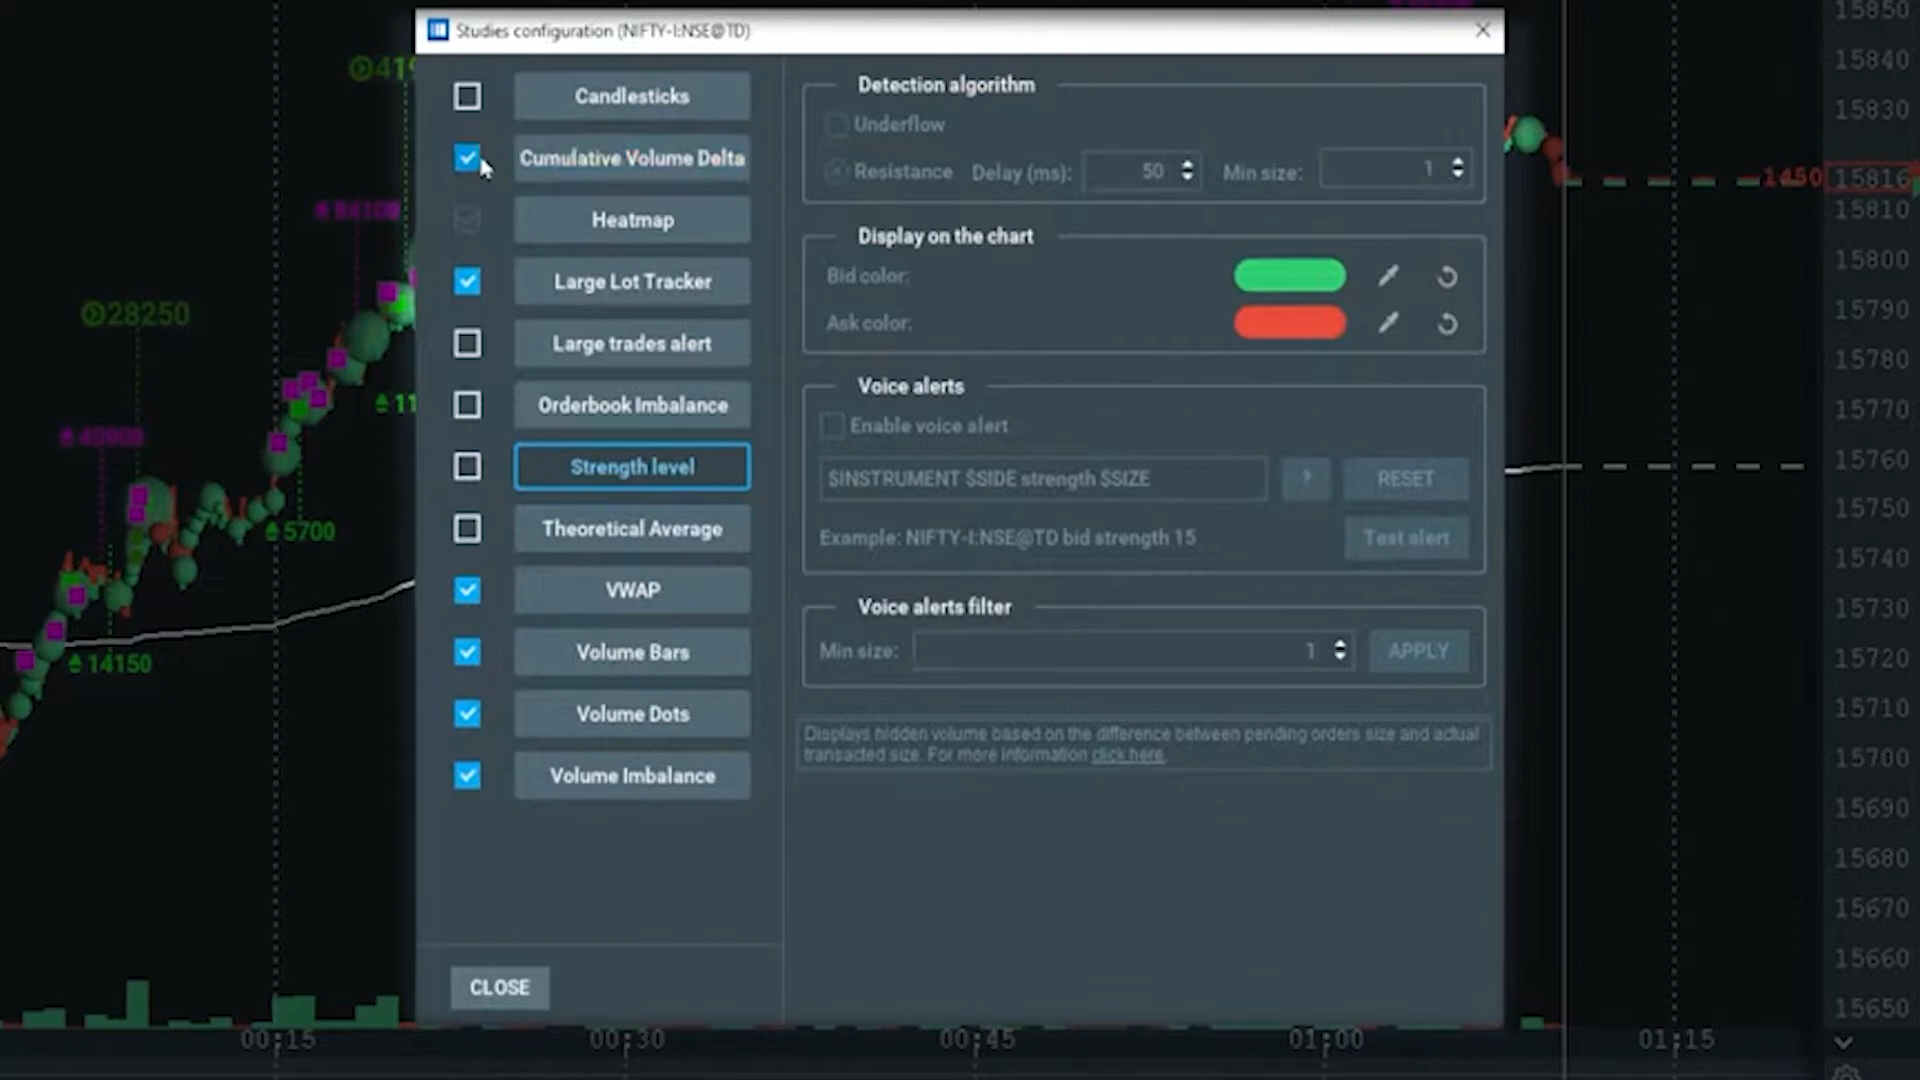 Studies configuration (NIFTY-I:NSE@TD)
Candlesticks
Cumulative Volume Delta
Heatmap
Large Lot Tracker
Large trades alert
Orderbook Imbalance
Strength level
Theoretical Average
VWAP
Volume Bars
Volume Dots
Volume Imbalance
CLOSE
Detection algorithm
Underflow
Resistance Delay (ms): 50 Min size: 1
Display on the chart
Bid color:
Ask color:
Voice alerts
Enable voice alert
$INSTRUMENT $SIDE strength $SIZE ? RESET
Example: NIFTY-I:NSE@TD bid strength 15 Test alert
Voice alerts filter
Min size: 1 APPLY
Displays hidden volume based on the difference between pending orders size and actual
transacted size. For more information click here.
28250
84100
45900
5700
14150
1450
15850
15840
15830
15816
15810
15800
15790
15780
15770
15760
15750
15740
15730
15720
15710
15700
15690
15680
15670
15660
15650
00:15 00:30 00:45 01:00 01:15